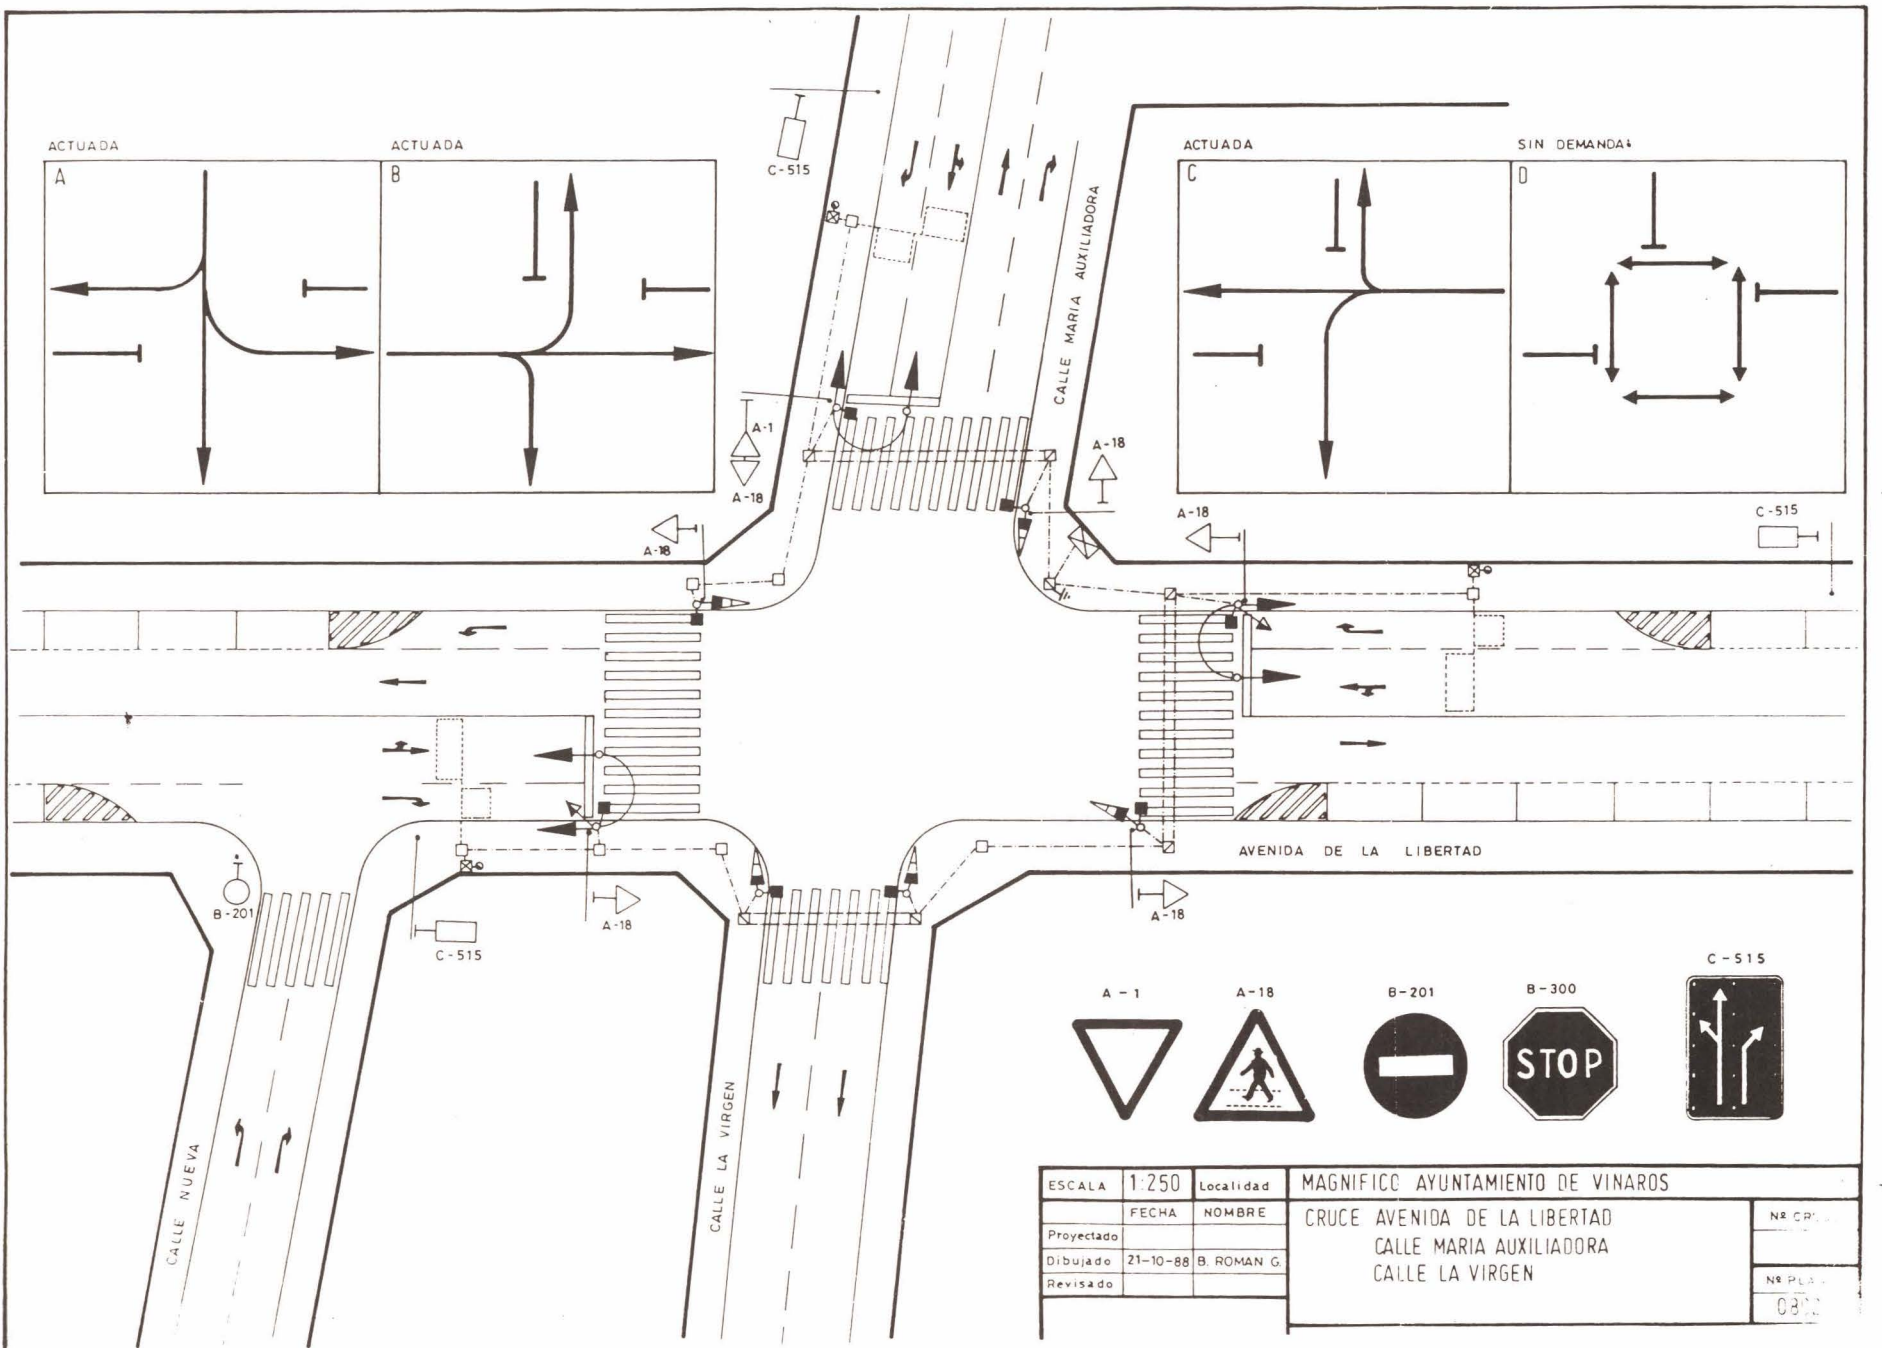 ACTUADA
A
ACTUADA
B
C-515
CALLE MARIA AUXILIADORA
ACTUADA
C
SIN DEMANDA
D
A-1
A-18
A-18
A-18
A-18
C-515
B-201
C-515
A-18
A-18
AVENIDA DE LA LIBERTAD
CALLE NUEVA
CALLE LA VIRGEN
A-1
A-18
B-201
B-300
STOP
C-515
ESCALA 1:250 Localidad
MAGNIFICO AYUNTAMIENTO DE VINAROS
FECHA NOMBRE
Proyectado
Dibujado 21-10-88 B. ROMAN G.
Revisado
CRUCE AVENIDA DE LA LIBERTAD
CALLE MARIA AUXILIADORA
CALLE LA VIRGEN
Nº
Nº